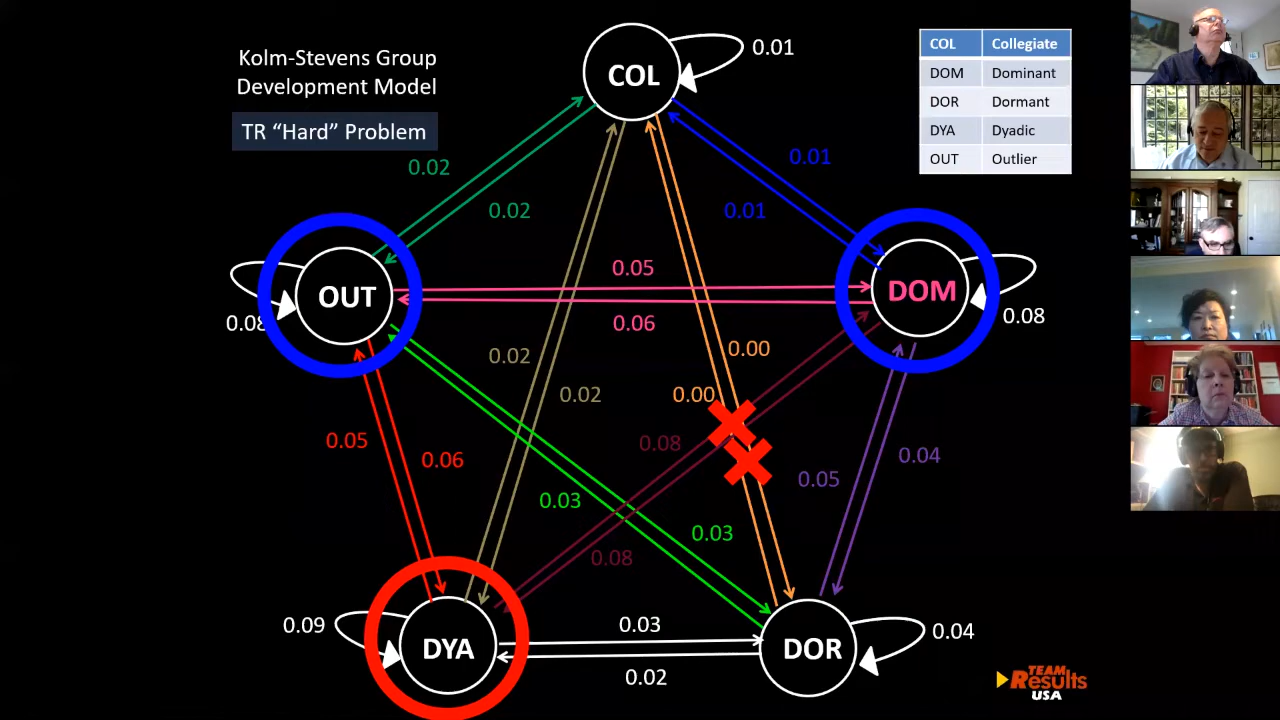 Kolm-Stevens Group
Development Model
TR “Hard” Problem
COL
0.01
COL Collegiate
DOM Dominant
DOR Dormant
DYA Dyadic
OUT Outlier
0.02
0.02
0.01
0.01
OUT
0.08
0.05
0.06
DOM
0.08
0.02
0.02
0.00
0.00
0.05
0.06
0.08
0.05
0.04
0.03
0.03
0.08
DYA
0.09
0.03
0.02
DOR
0.04
TEAM
Results
USA